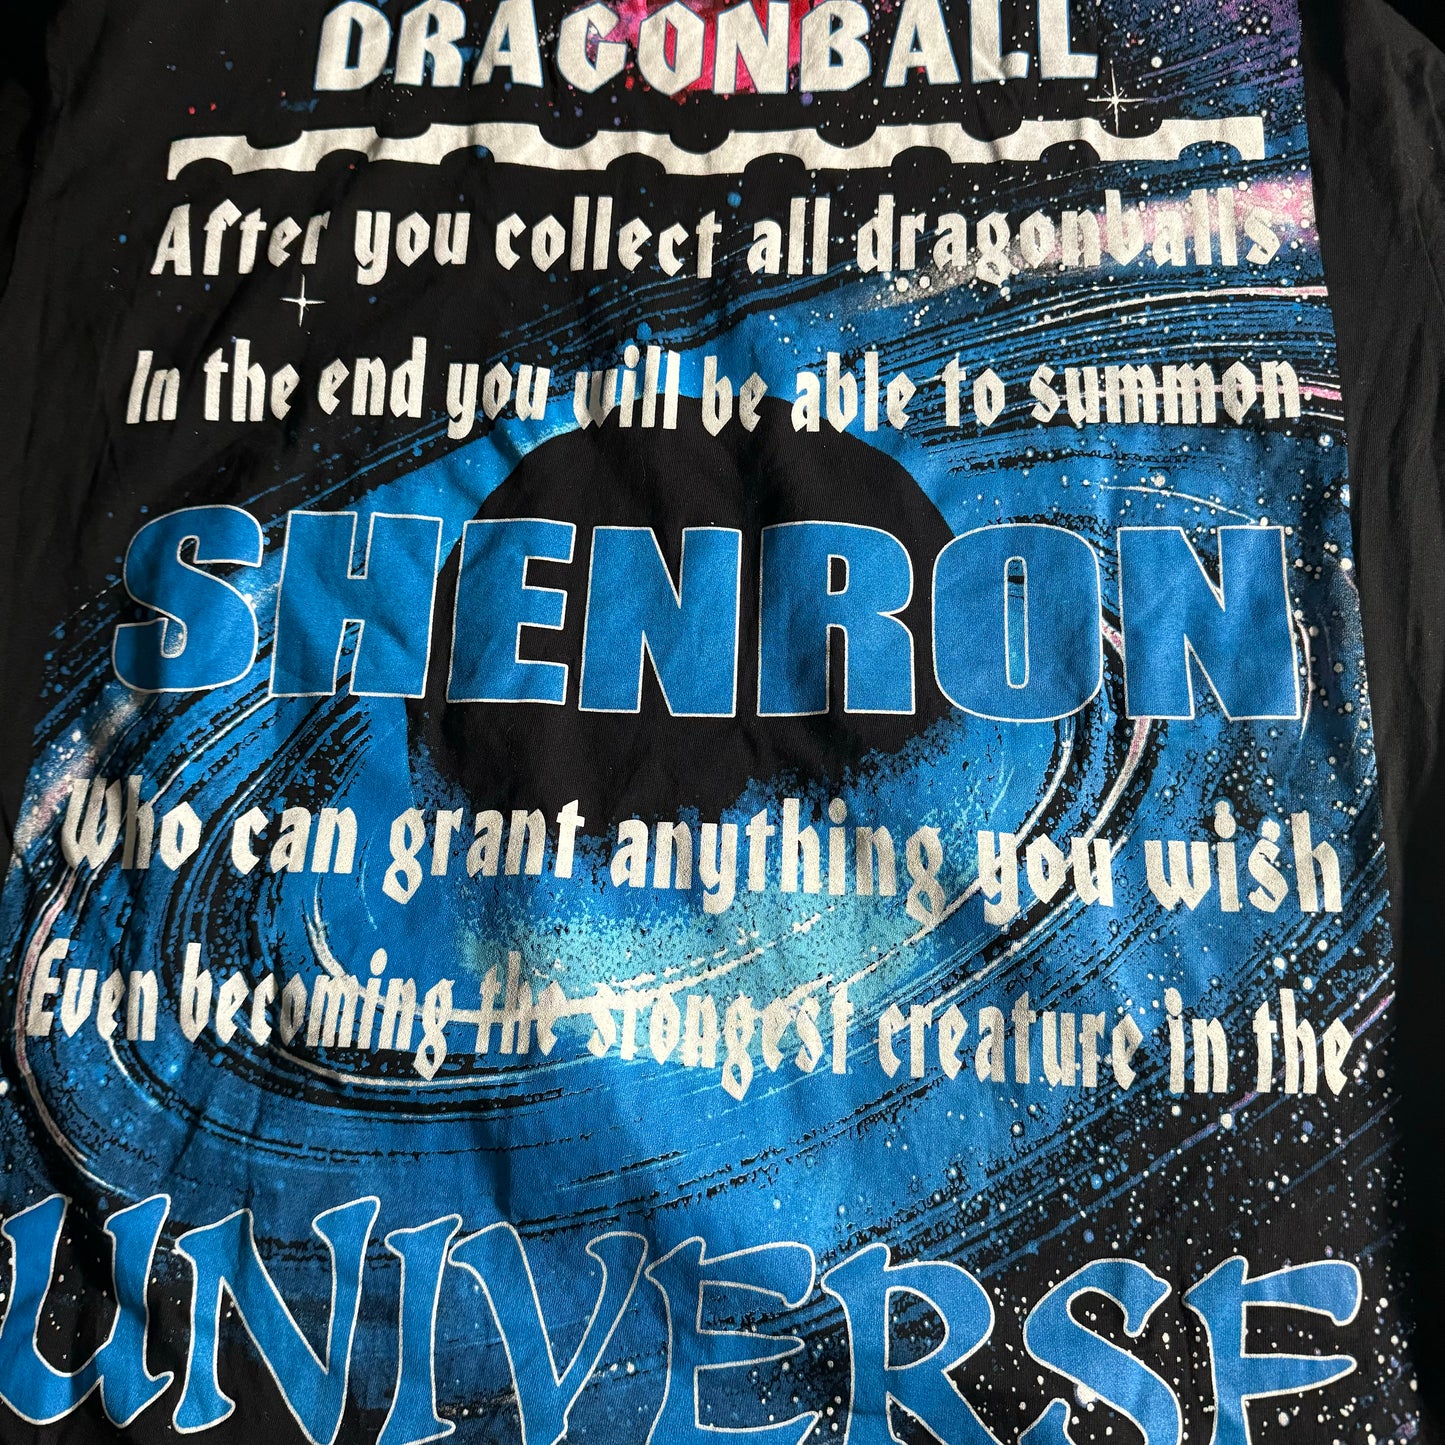 DRAGONBALL
After you collect all dragonballs
In the end you will be able to summon
SHENRON
Who can grant anything you wish
Even becoming the strongest creature in the
UNIVERSE